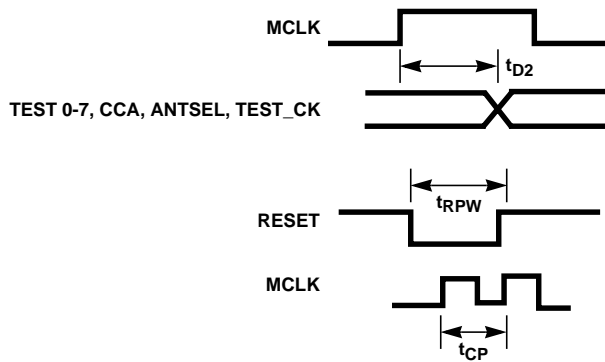 MCLK
tD2
TEST 0-7, CCA, ANTSEL, TEST_CK
tRPW
RESET
MCLK
tCP